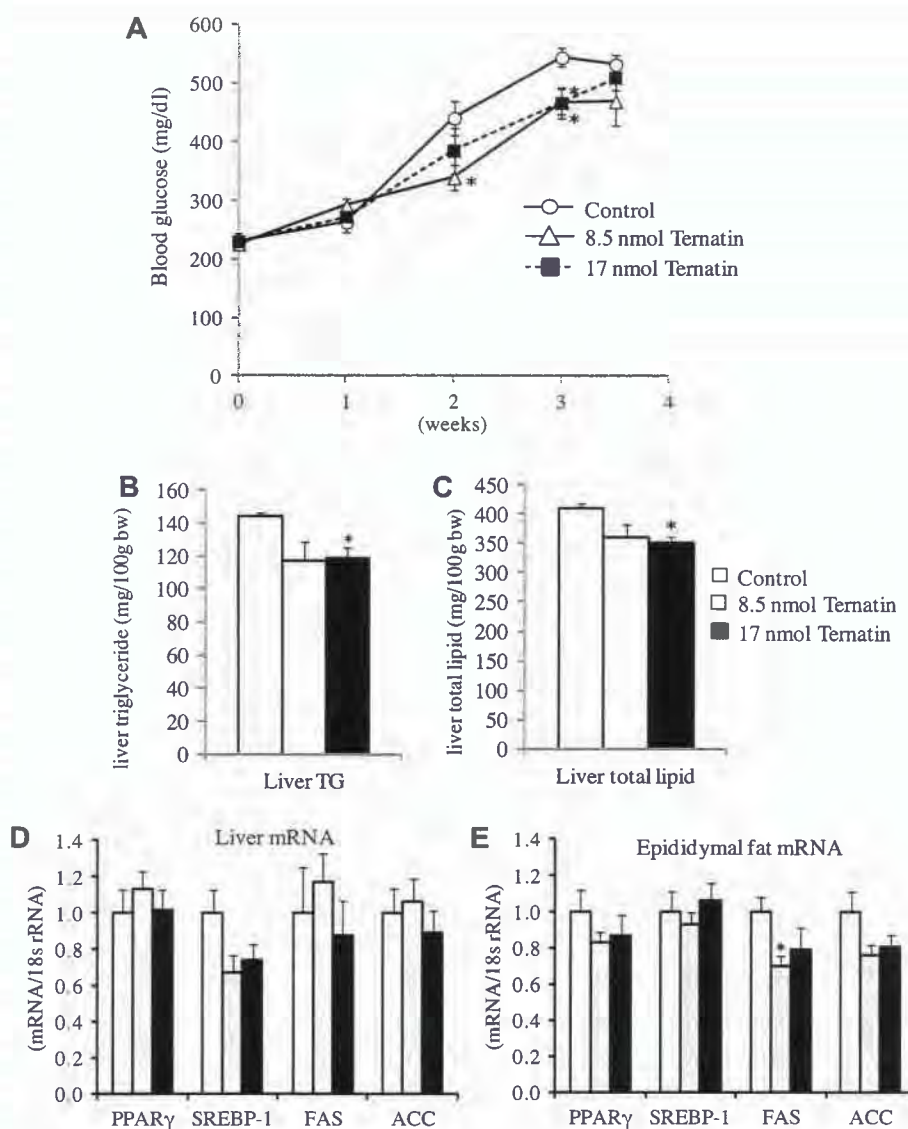 A
Blood glucose (mg/dl)
600
500
400
300
200
100
0
*
*
*
Control
8.5 nmol Ternatin
17 nmol Ternatin
0 1 2 3 4
(weeks)
B
liver triglyceride (mg/100g bw)
160
140
120
100
80
60
40
20
0
*
Liver TG
C
liver total lipid (mg/100g bw)
450
400
350
300
250
200
150
100
50
0
*
Liver total lipid
Control
8.5 nmol Ternatin
17 nmol Ternatin
D
Liver mRNA
(mRNA/18s rRNA)
1.4
1.2
1.0
0.8
0.6
0.4
0.2
0.0
PPARγ SREBP-1 FAS ACC
E
Epididymal fat mRNA
(mRNA/18s rRNA)
1.4
1.2
1.0
0.8
0.6
0.4
0.2
0.0
*
PPARγ SREBP-1 FAS ACC